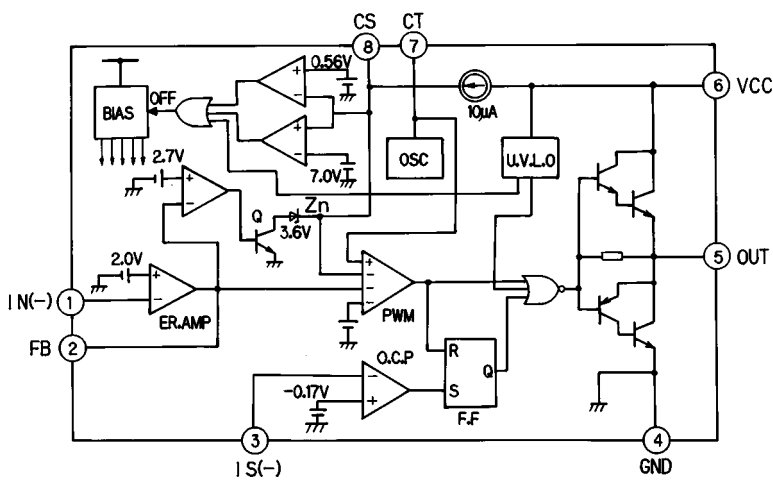 CS CT
8 7
0.56V
+
−
6 VCC
10μA
BIAS
OFF
+
−
7.0V
OSC
U.V.L.O
2.7V
+
−
Q
Zn
3.6V
2.0V
+
−
ER.AMP
1
IN(-)
2
FB
+
−
−
−
PWM
5 OUT
O.C.P
−
+
-0.17V
R
S
Q
F.F
3
IS(-)
4
GND